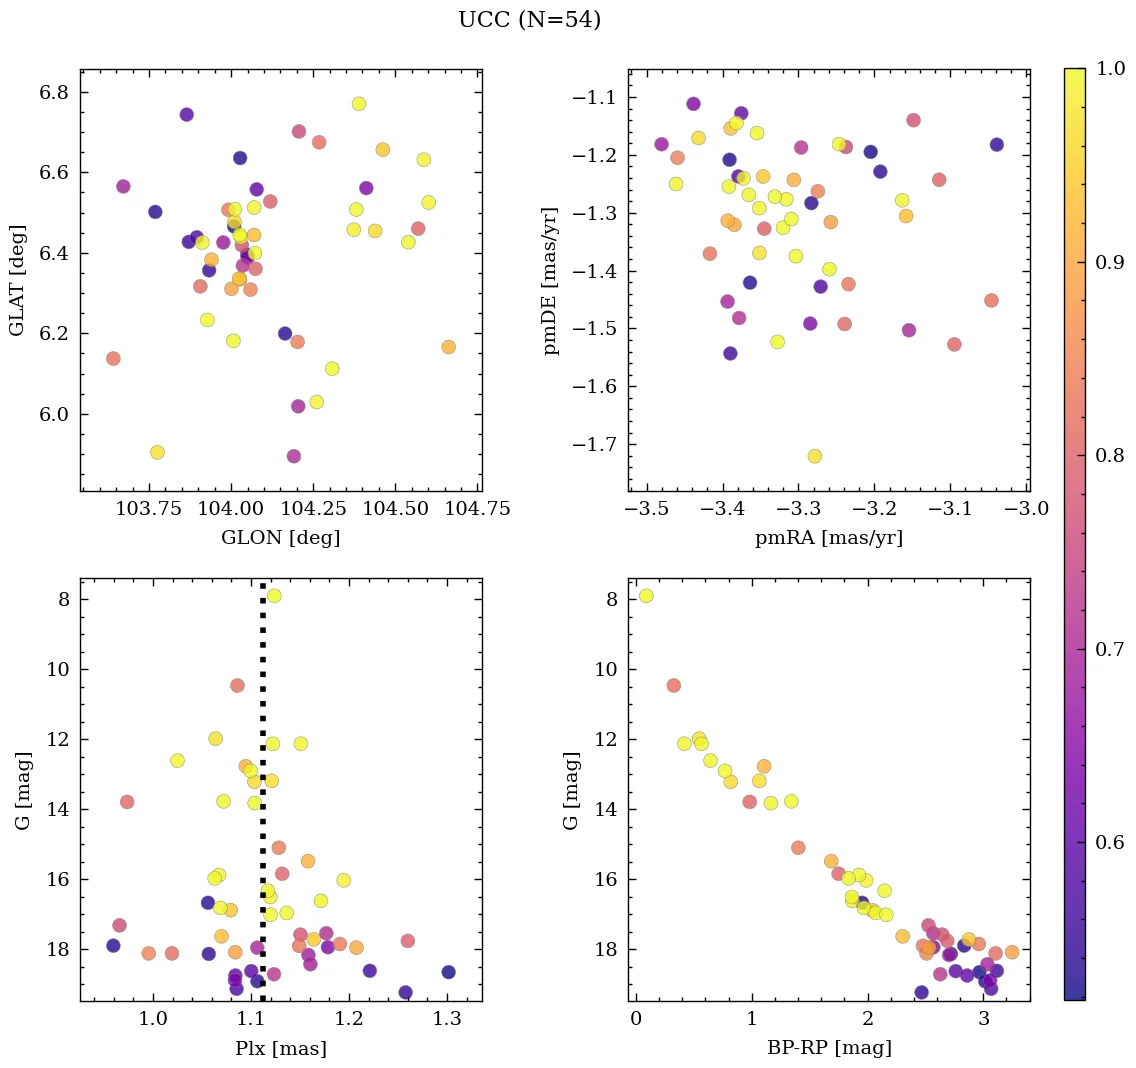 UCC (N=54)
6.8
6.6
6.4
6.2
6.0
GLAT [deg]
103.75 104.00 104.25 104.50 104.75
GLON [deg]
−1.1
−1.2
−1.3
−1.4
−1.5
−1.6
−1.7
pmDE [mas/yr]
−3.5 −3.4 −3.3 −3.2 −3.1 −3.0
pmRA [mas/yr]
1.0
0.9
0.8
0.7
0.6
8
10
12
14
16
18
G [mag]
1.0 1.1 1.2 1.3
Plx [mas]
8
10
12
14
16
18
G [mag]
0 1 2 3
BP-RP [mag]